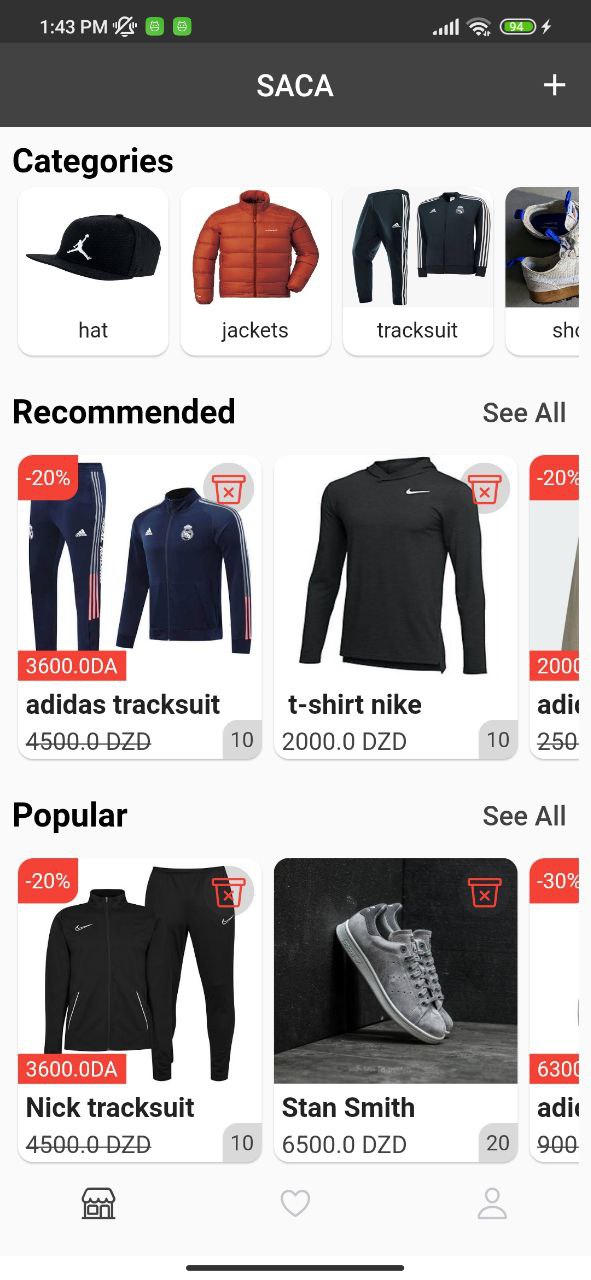 1:43 PM
94
SACA
Categories
hat
jackets
tracksuit
sho
Recommended
See All
-20%
-20%
3600.0DA
2000
adidas tracksuit
t-shirt nike
adi
4500.0 DZD
10
2000.0 DZD
10
250
Popular
See All
-20%
-30%
3600.0DA
6300
Nick tracksuit
Stan Smith
adi
4500.0 DZD
10
6500.0 DZD
20
900